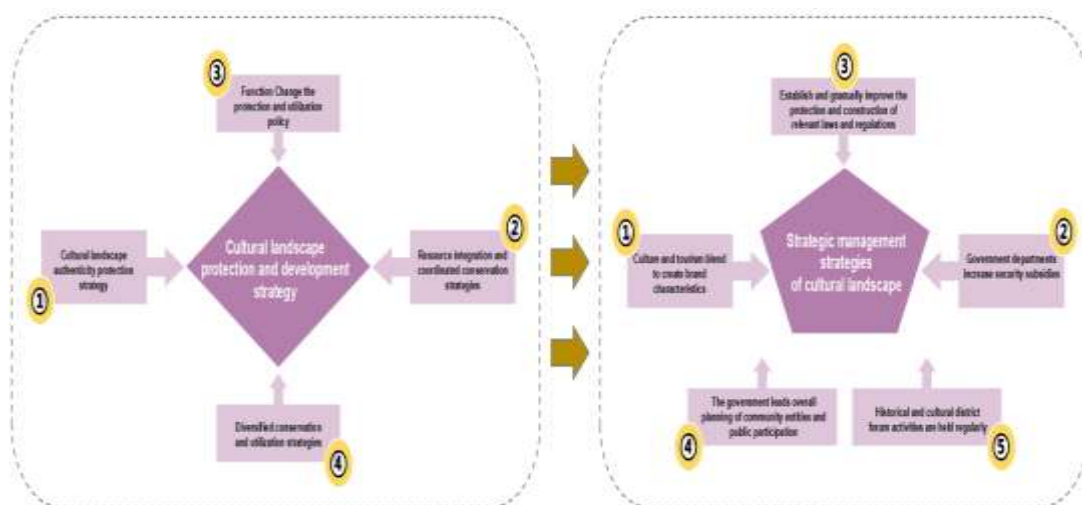 ③
Function Change the
protection and utilization
policy
Cultural landscape
authenticity protection
strategy
①
Cultural landscape
protection and development
strategy
②
Resource integration and
coordinated conservation
strategies
Diversified conservation
and utilization strategies
④
③
Establish and gradually improve the
protection and construction of
relevant laws and regulations
①
Culture and tourism blend
to create brand
characteristics
Strategic management
strategies
of cultural landscape
②
Government departments
increase security subsidies
The government leads overall
planning of community entities and
public participation
④
Historical and cultural district
forum activities are held regularly
⑤